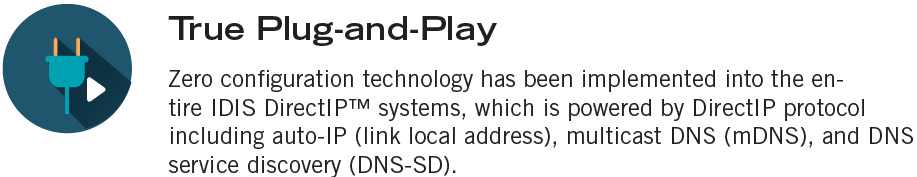 True Plug-and-Play
Zero configuration technology has been implemented into the en-
tire IDIS DirectIP™ systems, which is powered by DirectIP protocol
including auto-IP (link local address), multicast DNS (mDNS), and DNS
service discovery (DNS-SD).